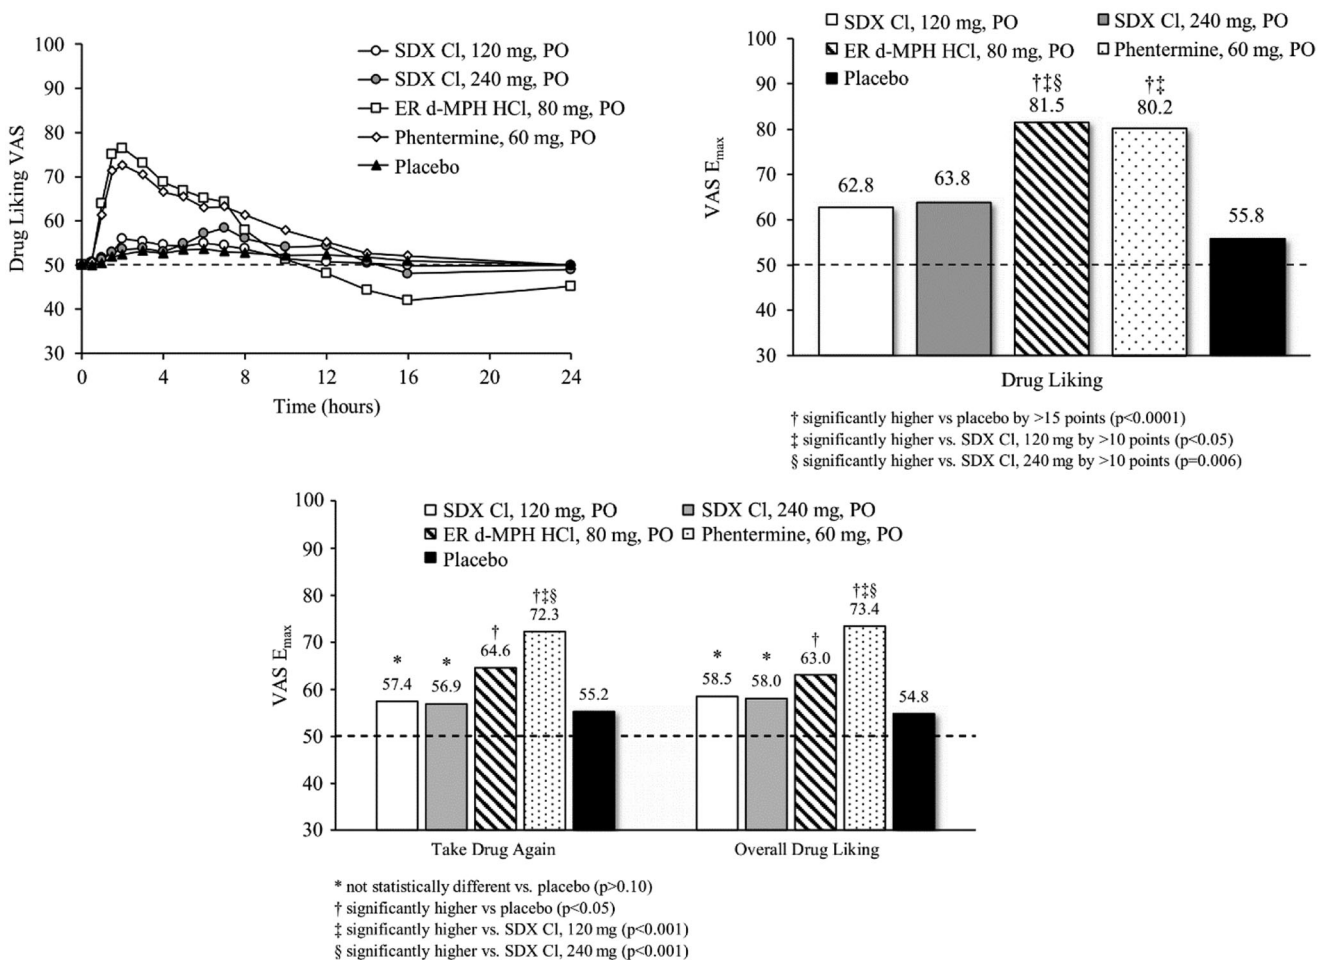 100
90
80
70
60
50
40
30
Drug Liking VAS
0 4 8 12 16 20 24
Time (hours)
SDX Cl, 120 mg, PO
SDX Cl, 240 mg, PO
ER d-MPH HCl, 80 mg, PO
Phentermine, 60 mg, PO
Placebo
SDX Cl, 120 mg, PO SDX Cl, 240 mg, PO
ER d-MPH HCl, 80 mg, PO Phentermine, 60 mg, PO
Placebo
100
90
80
70
60
50
40
30
VAS Emax
62.8
63.8
†‡§
81.5
†‡
80.2
55.8
Drug Liking
† significantly higher vs placebo by >15 points (p<0.0001)
‡ significantly higher vs. SDX Cl, 120 mg by >10 points (p<0.05)
§ significantly higher vs. SDX Cl, 240 mg by >10 points (p=0.006)
SDX Cl, 120 mg, PO SDX Cl, 240 mg, PO
ER d-MPH HCl, 80 mg, PO Phentermine, 60 mg, PO
Placebo
100
90
80
70
60
50
40
30
VAS Emax
*
57.4
*
56.9
†
64.6
†‡§
72.3
55.2
*
58.5
*
58.0
†
63.0
†‡§
73.4
54.8
Take Drug Again Overall Drug Liking
* not statistically different vs. placebo (p>0.10)
† significantly higher vs placebo (p<0.05)
‡ significantly higher vs. SDX Cl, 120 mg (p<0.001)
§ significantly higher vs. SDX Cl, 240 mg (p<0.001)